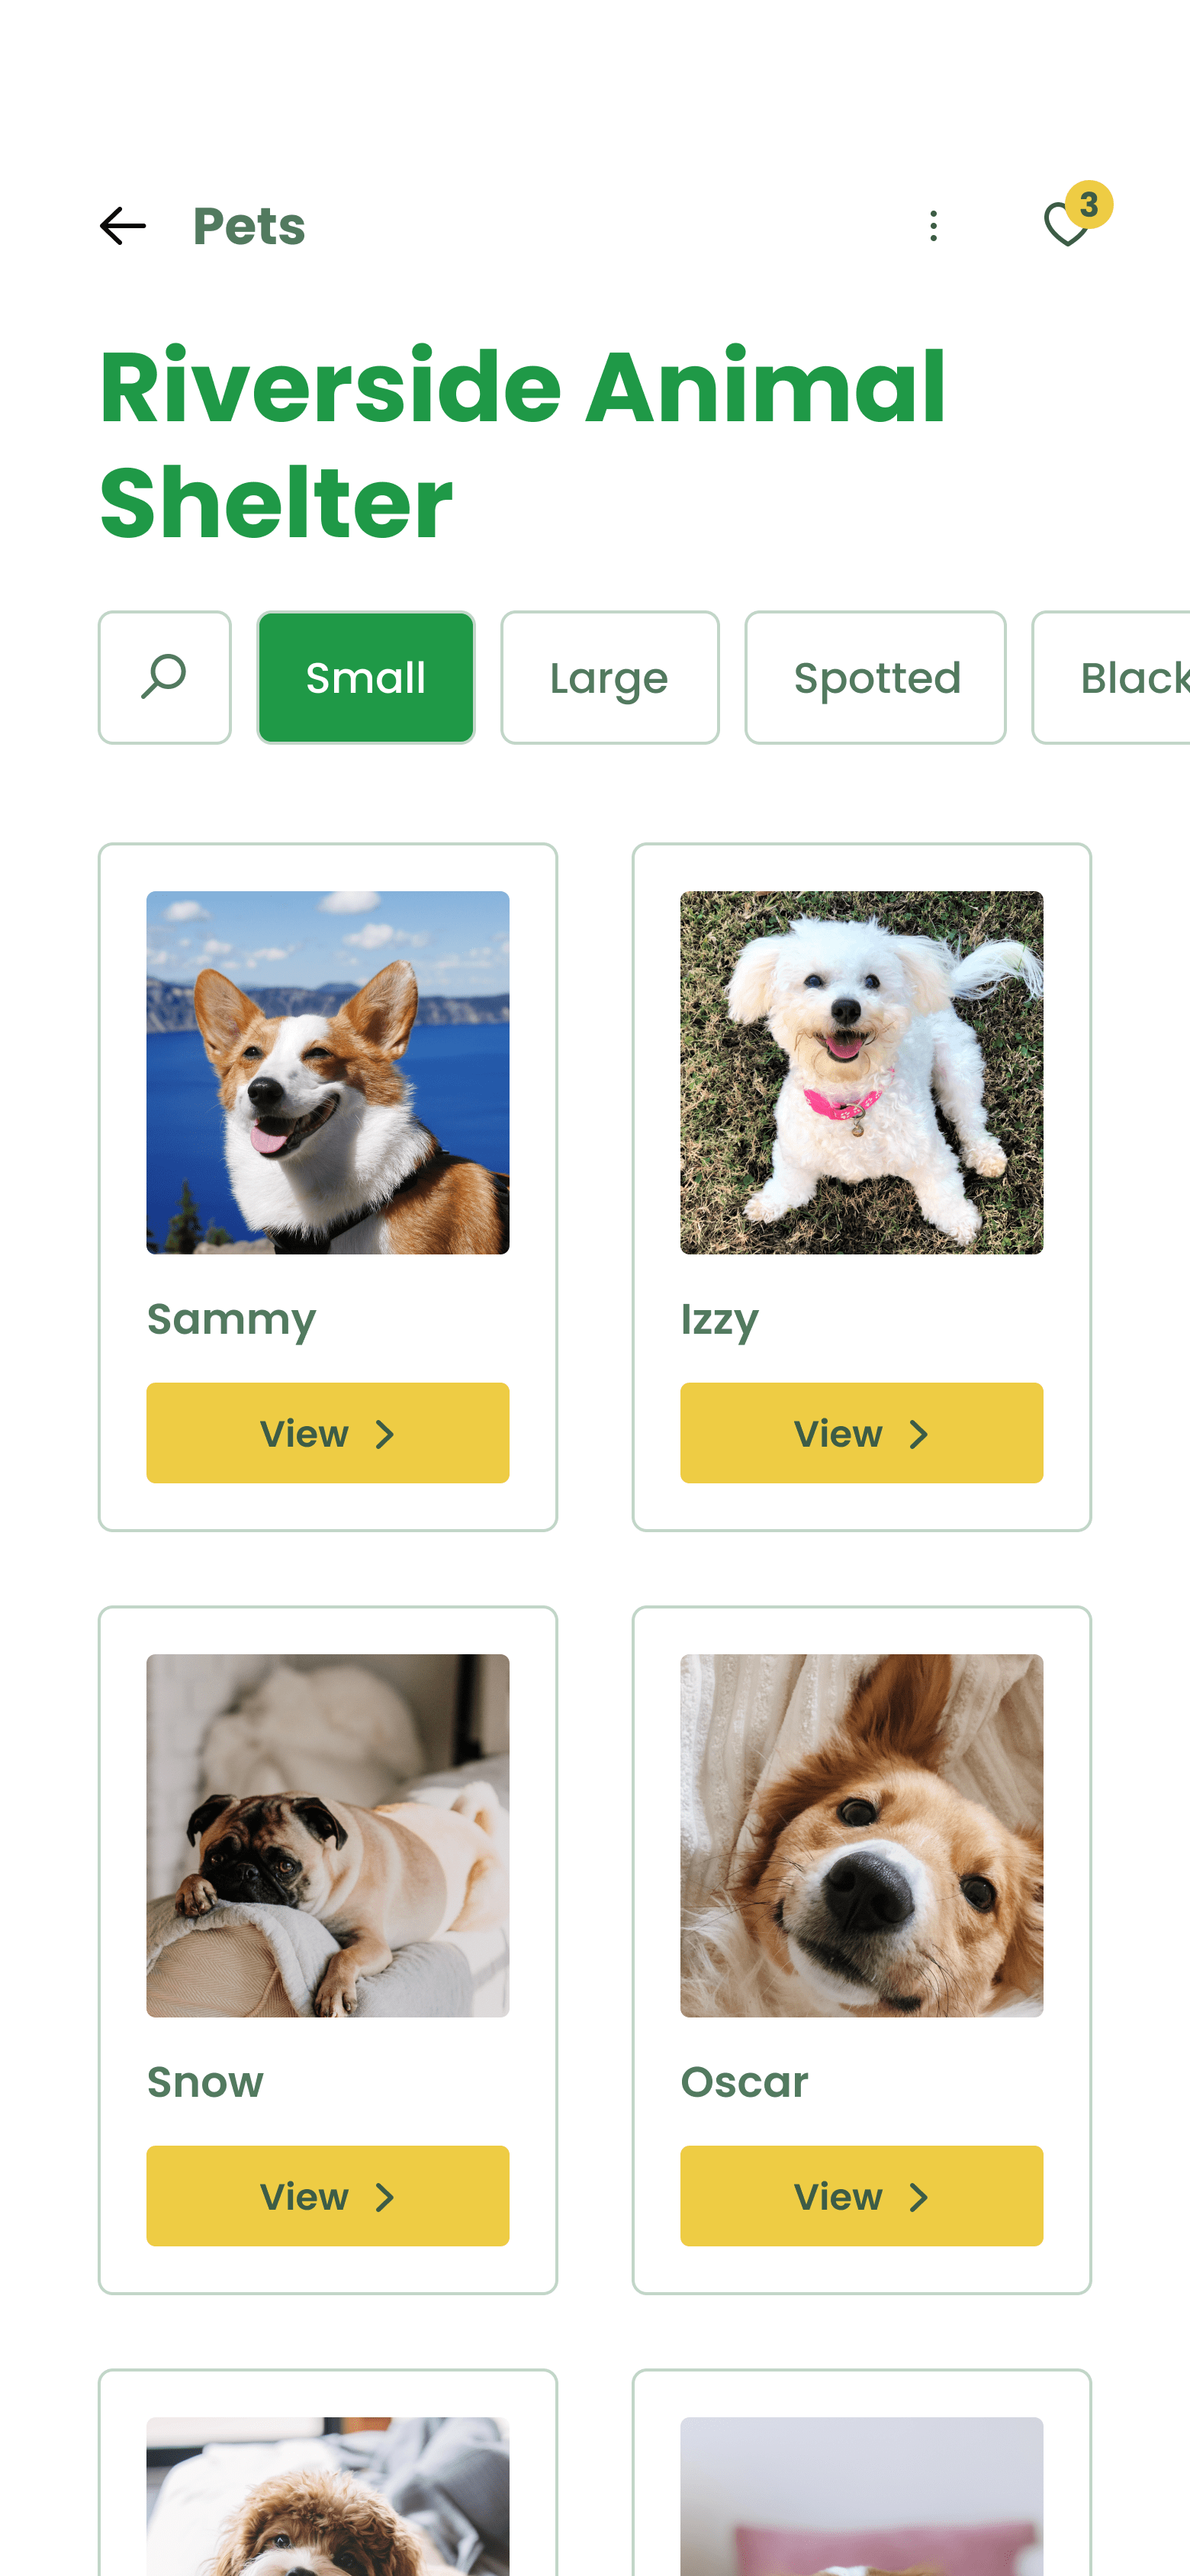 Pets
3
Riverside Animal
Shelter
Small
Large
Spotted
Black
Sammy
Izzy
View
View
Snow
Oscar
View
View